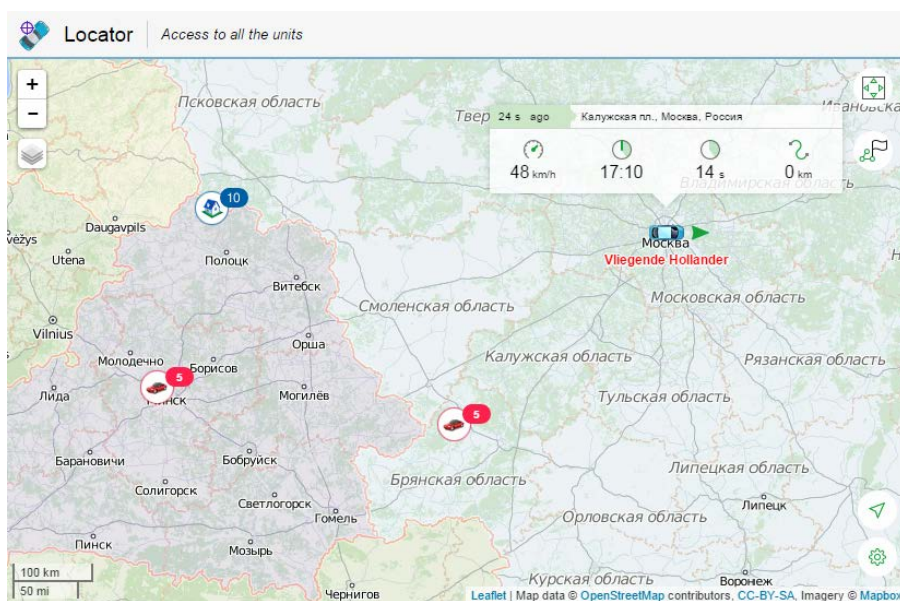 Locator
Access to all the units
+
−
Псковская область
24 s ago
Калужская пл., Москва, Россия
48 km/h
17:10
14 s
0 km
Владимирская область
10
Daugavpils
Utena
Полоцк
Москва
Vliegende Hollander
Витебск
Смоленская область
Московская область
Vilnius
Орша
Молодечно
Борисов
Калужская область
Рязанская область
5
Лида
Могилёв
Тульская область
5
Барановичи
Бобруйск
Брянская область
Липецкая область
Солигорск
Светлогорск
Липецк
Гомель
Орловская область
Пинск
Мозырь
100 km
50 mi
Чернигов
Курская область
Воронеж
Leaflet | Map data © OpenStreetMap contributors, CC-BY-SA, Imagery © Mapbox